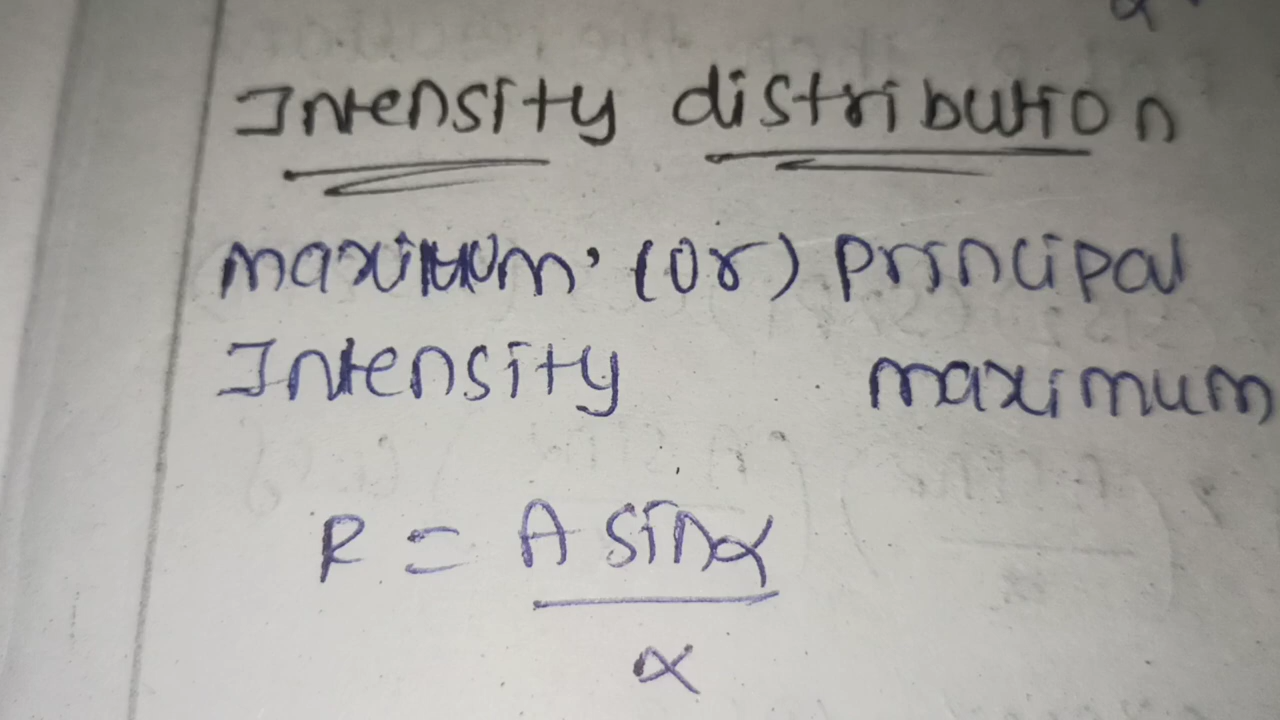 Intensity distribution
maximum. (or) principal
Intensity maximum
R = A sinα
α